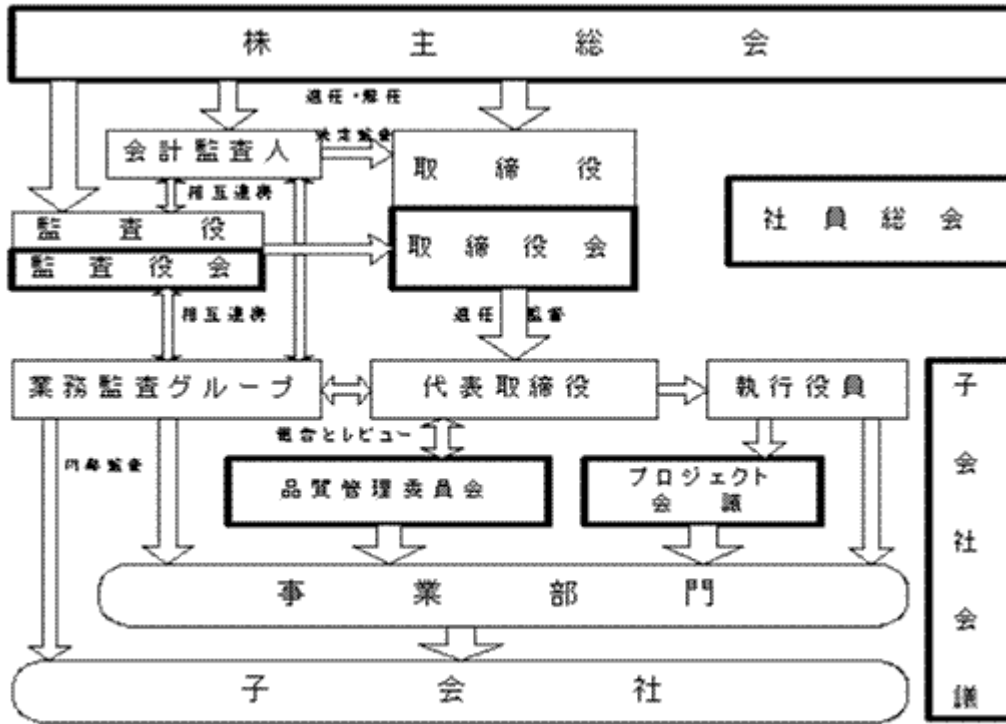 株主総会
選任・解任
会計監査人
決定監査
取締役
相互連携
監査役
社員総会
監査役会
取締役会
相互連携
選任 監督
業務監査グループ
代表取締役
執行役員
子会社会議
報告とレビュー
内部監査
品質管理委員会
プロジェクト
会議
事業部門
子会社